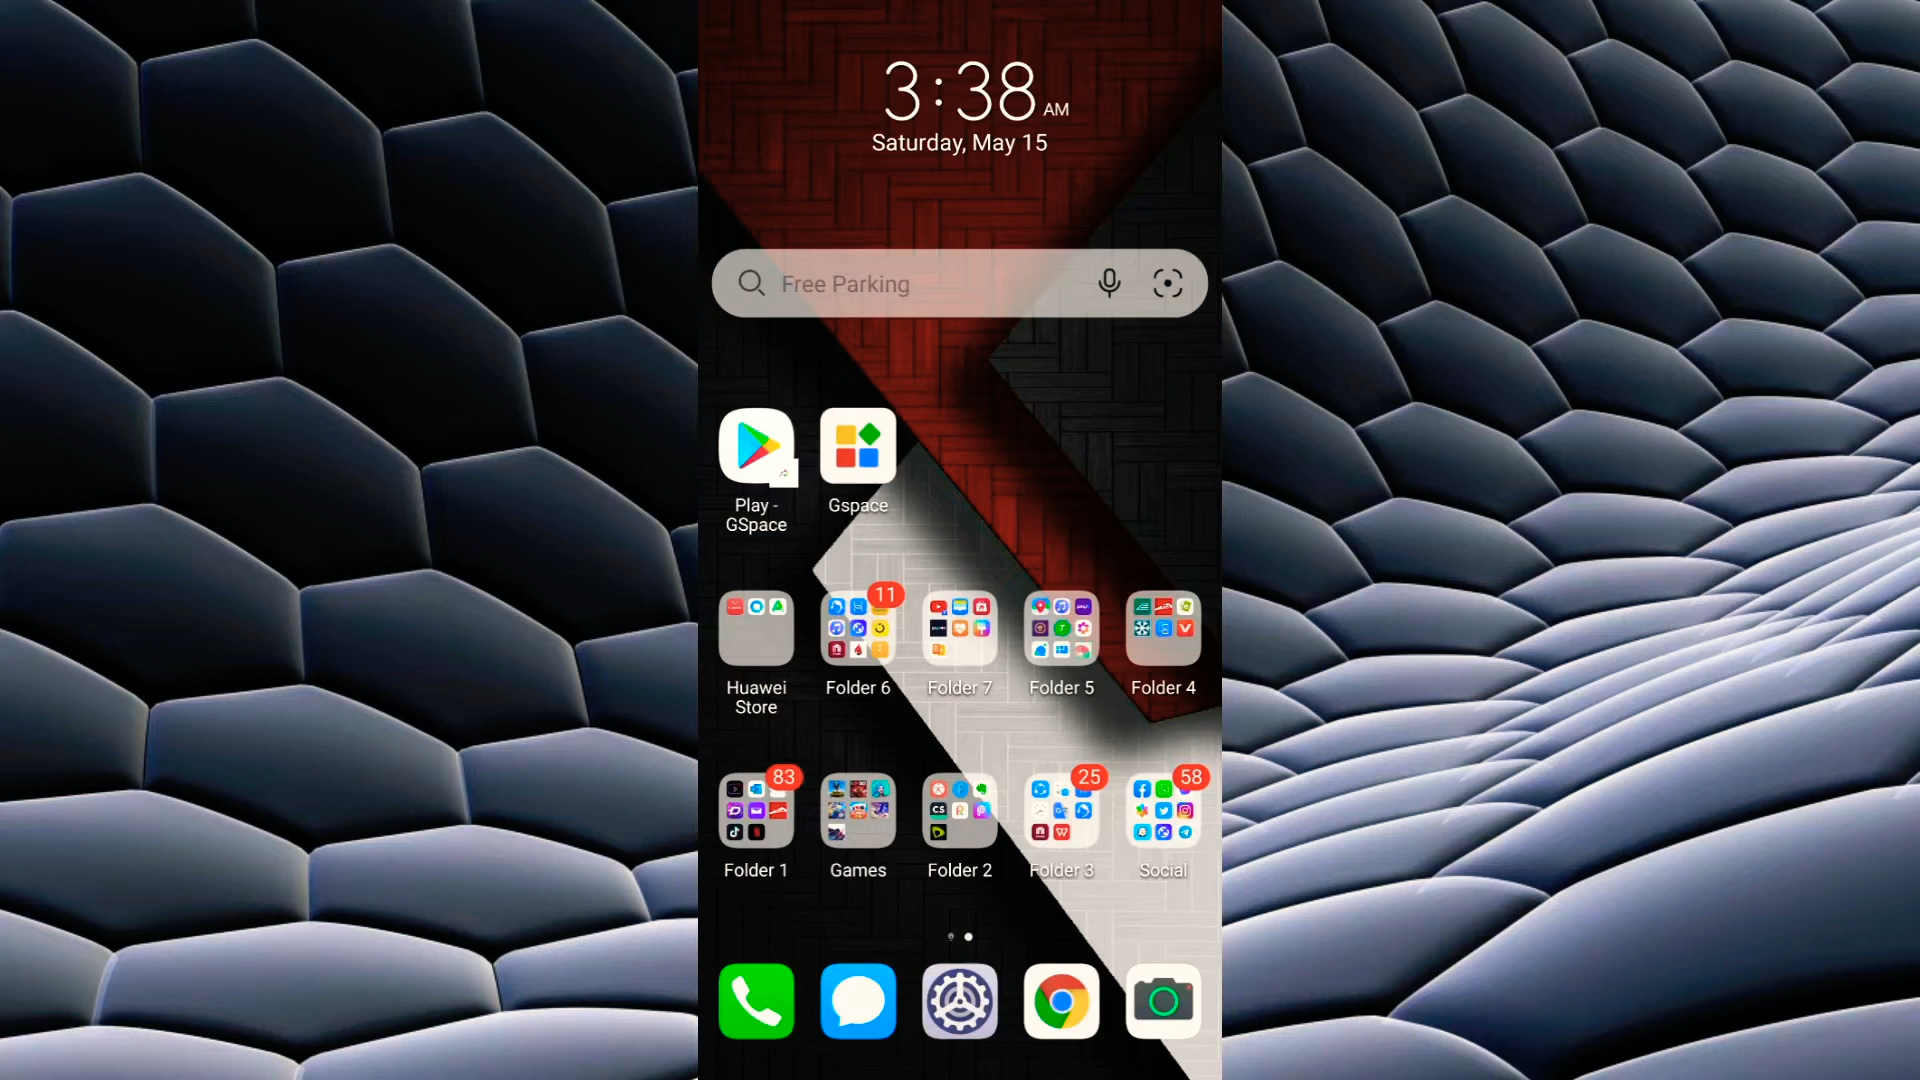 3:38 AM
Saturday, May 15
Free Parking
Play -
GSpace
Gspace
11
Huawei
Store
Folder 6
Folder 7
Folder 5
Folder 4
83
25
58
CS
Folder 1
Games
Folder 2
Folder 3
Social